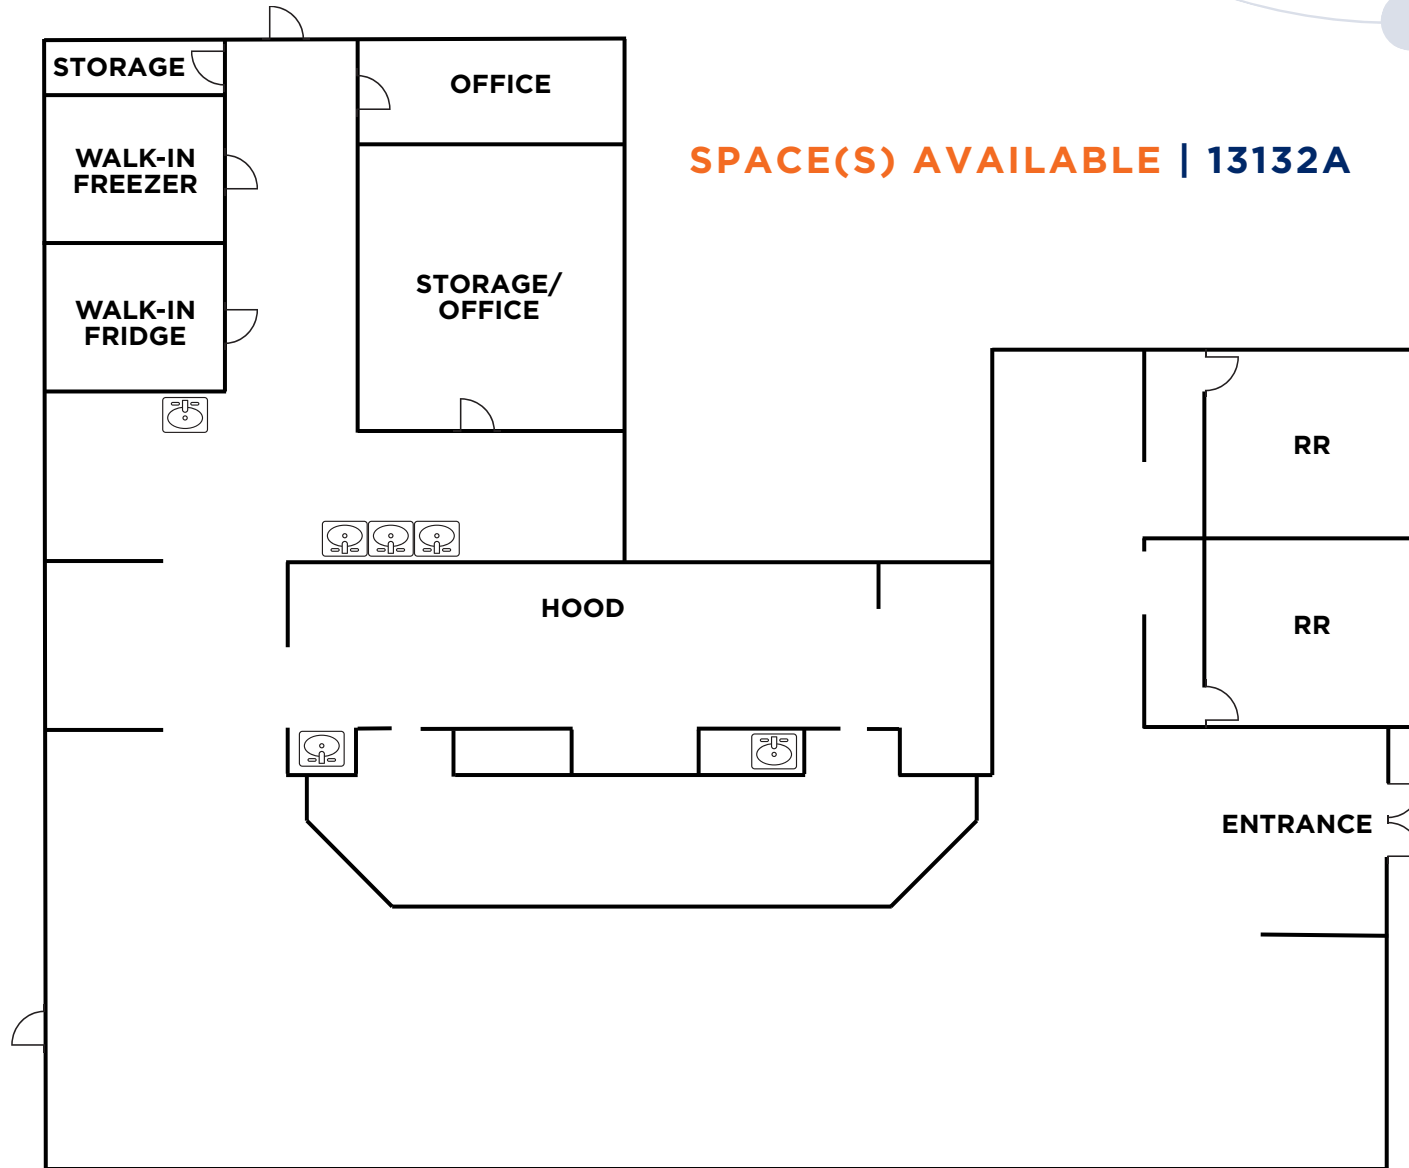 STORAGE
OFFICE
WALK-IN
FREEZER
SPACE(S) AVAILABLE | 13132A
WALK-IN
FRIDGE
STORAGE/
OFFICE
RR
HOOD
RR
ENTRANCE